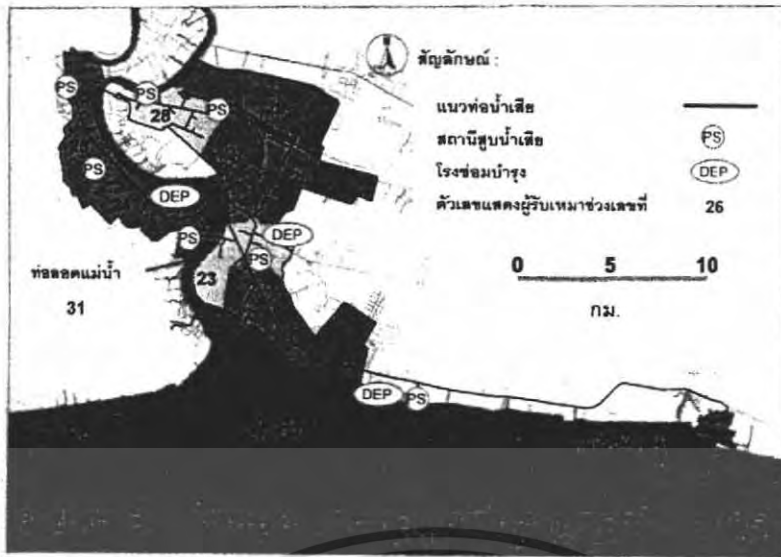 สัญลักษณ์ :
แนวท่อน้ำเสีย
สถานีสูบน้ำเสีย PS
โรงซ่อมบำรุง DEP
ตัวเลขแสดงผู้รับเหมาช่วงเลขที่ 26
0 5 10
กม.
PS
PS
PS
28
PS
DEP
PS
DEP
PS
23
ท่อลอดแม่น้ำ
31
DEP PS